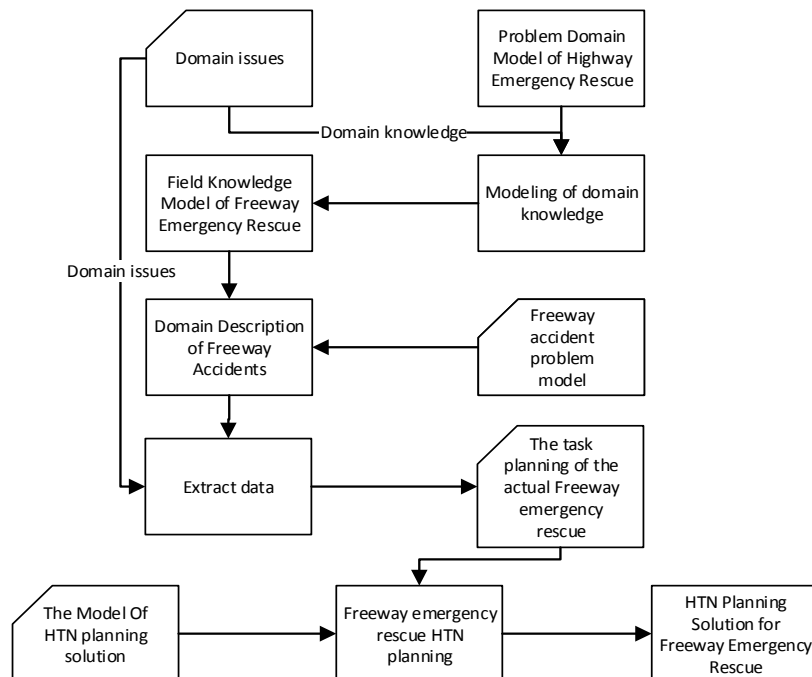 Domain issues
Problem Domain
Model of Highway
Emergency Rescue
Domain knowledge
Field Knowledge
Model of Freeway
Emergency Rescue
Modeling of domain
knowledge
Domain issues
Domain Description
of Freeway
Accidents
Freeway
accident
problem
model
Extract data
The task
planning of the
actual Freeway
emergency
rescue
The Model Of
HTN planning
solution
Freeway emergency
rescue HTN
planning
HTN Planning
Solution for
Freeway Emergency
Rescue